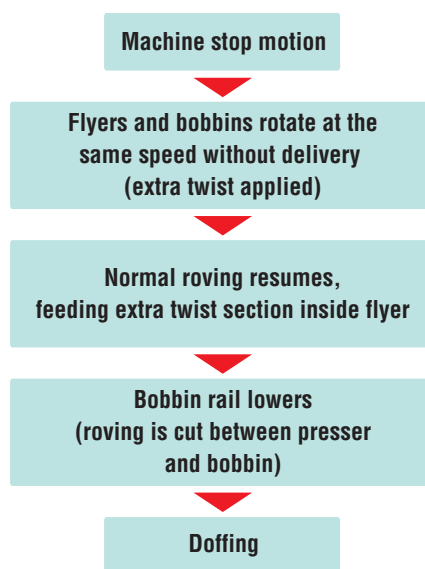 Machine stop motion
Flyers and bobbins rotate at the
same speed without delivery
(extra twist applied)
Normal roving resumes,
feeding extra twist section inside flyer
Bobbin rail lowers
(roving is cut between presser
and bobbin)
Doffing